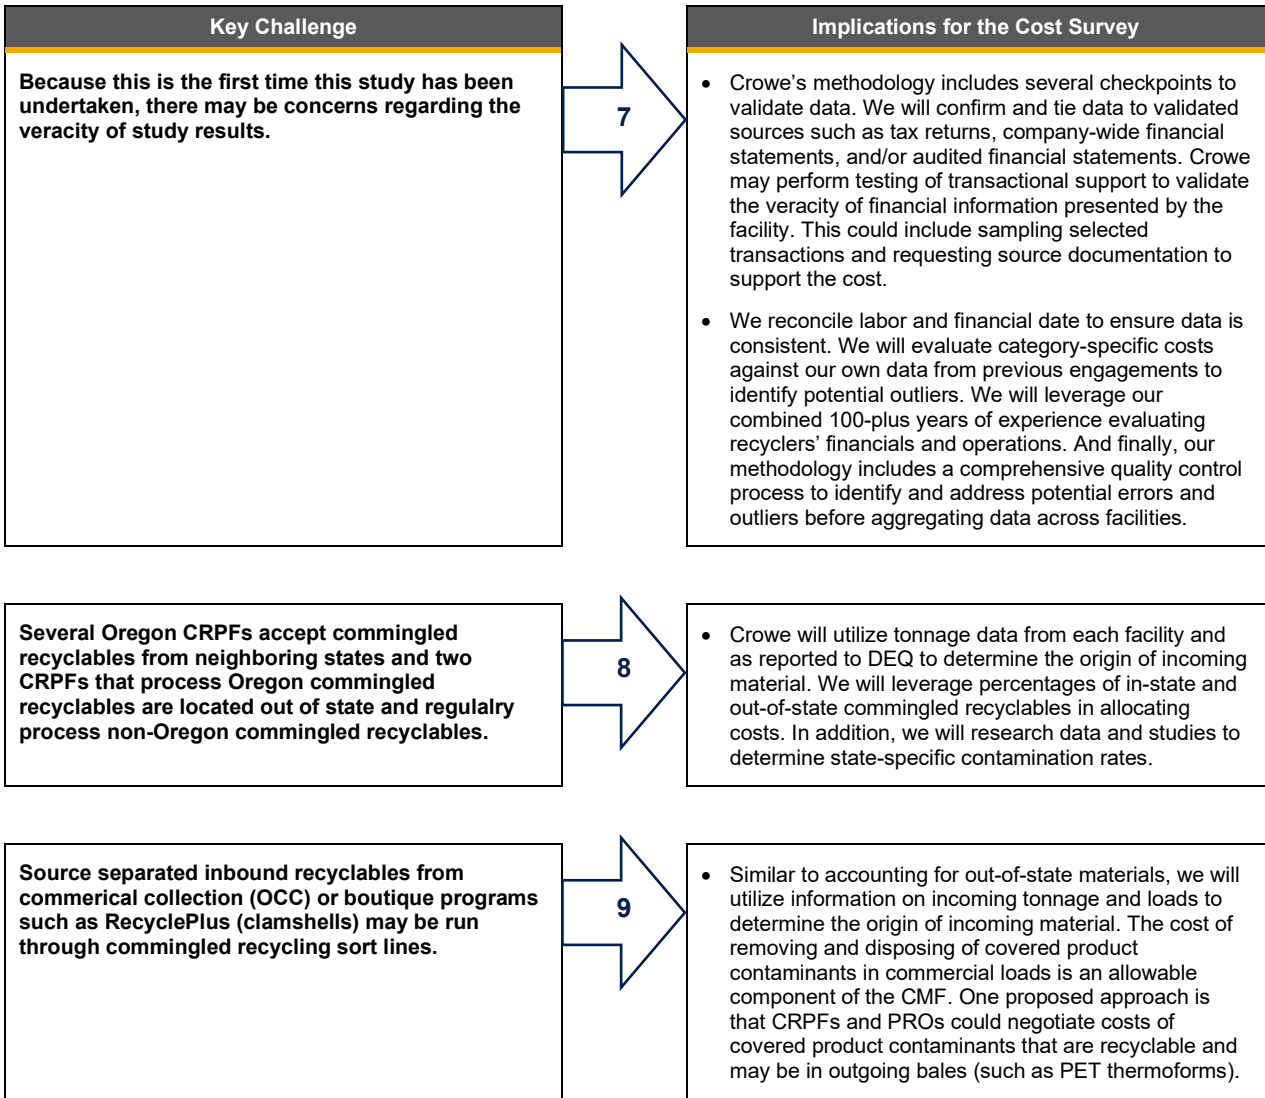 Key Challenge
Implications for the Cost Survey
Because this is the first time this study has been
undertaken, there may be concerns regarding the
veracity of study results.
7
• Crowe’s methodology includes several checkpoints to
validate data. We will confirm and tie data to validated
sources such as tax returns, company-wide financial
statements, and/or audited financial statements. Crowe
may perform testing of transactional support to validate
the veracity of financial information presented by the
facility. This could include sampling selected
transactions and requesting source documentation to
support the cost.
• We reconcile labor and financial date to ensure data is
consistent. We will evaluate category-specific costs
against our own data from previous engagements to
identify potential outliers. We will leverage our
combined 100-plus years of experience evaluating
recyclers’ financials and operations. And finally, our
methodology includes a comprehensive quality control
process to identify and address potential errors and
outliers before aggregating data across facilities.
Several Oregon CRPFs accept commingled
recyclables from neighboring states and two
CRPFs that process Oregon commingled
recyclables are located out of state and regulalry
process non-Oregon commingled recyclables.
8
• Crowe will utilize tonnage data from each facility and
as reported to DEQ to determine the origin of incoming
material. We will leverage percentages of in-state and
out-of-state commingled recyclables in allocating
costs. In addition, we will research data and studies to
determine state-specific contamination rates.
Source separated inbound recyclables from
commerical collection (OCC) or boutique programs
such as RecyclePlus (clamshells) may be run
through commingled recycling sort lines.
9
• Similar to accounting for out-of-state materials, we will
utilize information on incoming tonnage and loads to
determine the origin of incoming material. The cost of
removing and disposing of covered product
contaminants in commercial loads is an allowable
component of the CMF. One proposed approach is
that CRPFs and PROs could negotiate costs of
covered product contaminants that are recyclable and
may be in outgoing bales (such as PET thermoforms).